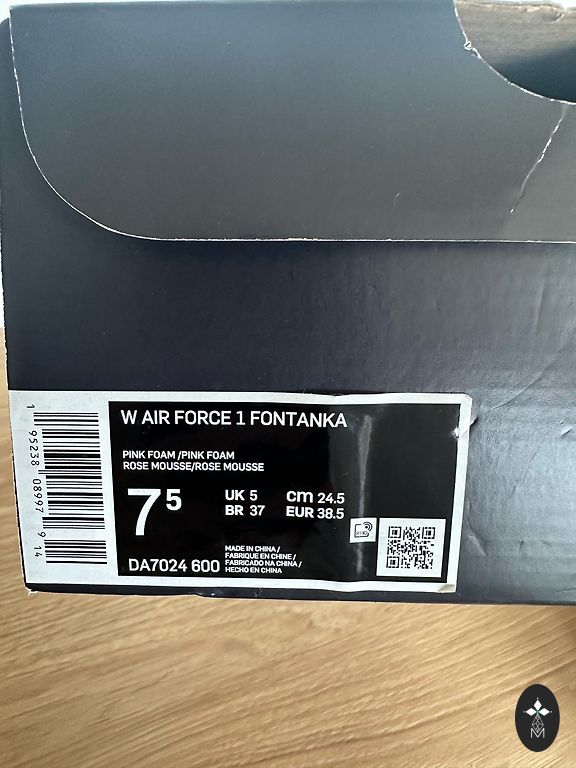 W AIR FORCE 1 FONTANKA
PINK FOAM /PINK FOAM
ROSE MOUSSE/ROSE MOUSSE
7 5
UK 5 cm 24.5
BR 37 EUR 38.5
MADE IN CHINA /
FABRIQUE EN CHINE /
FABRICADO NA CHINA /
HECHO EN CHINA
DA7024 600
RFID
1 95238 08997 9 14
M